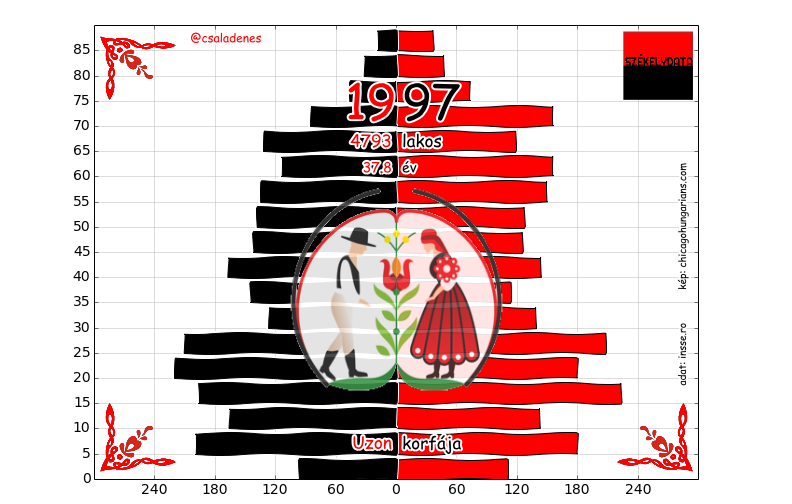 @csaladenes
SZÉKELYDATA
1997
4793 lakos
37.8 év
kép: chicagohungarians.com
adat: insse.ro
Uzon korfája
85
80
75
70
65
60
55
50
45
40
35
30
25
20
15
10
5
0
240 180 120 60 0 60 120 180 240